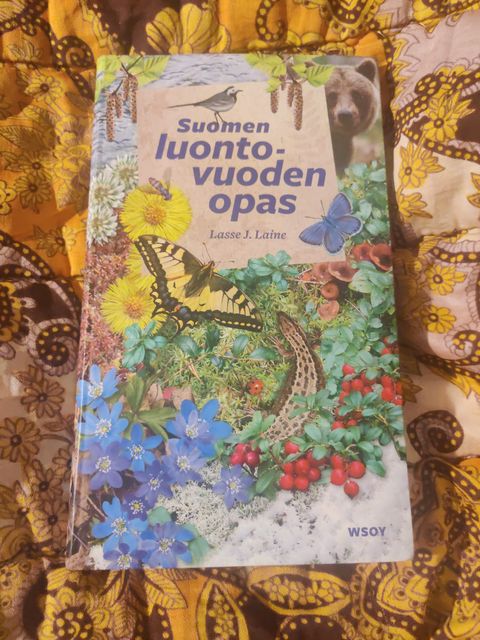 Suomen
luonto-
vuoden
opas
Lasse J. Laine
WSOY